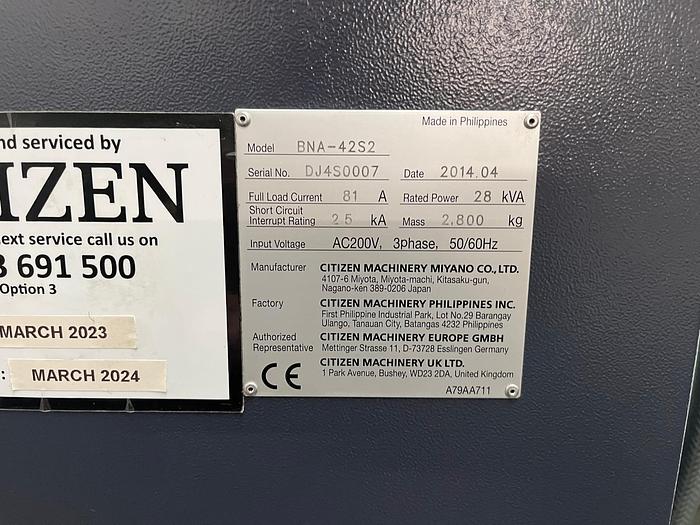 nd serviced by
IZEN
ext service call us on
691 500
Option 3
MARCH 2023
: MARCH 2024
Made in Philippines
Model BNA-42S2
Serial No. DJ4S0007 Date 2014.04
Full Load Current 81 A Rated Power 28 kVA
Short Circuit
Interrupt Rating 2.5 kA Mass 2,800 kg
Input Voltage AC200V, 3phase, 50/60Hz
Manufacturer CITIZEN MACHINERY MIYANO CO., LTD.
4107-6 Miyota, Miyota-machi, Kitasaku-gun,
Nagano-ken 389-0206 Japan
Factory CITIZEN MACHINERY PHILIPPINES INC.
First Philippine Industrial Park, Lot No.29 Barangay
Ulango, Tanauan City, Batangas 4232 Philippines
Authorized CITIZEN MACHINERY EUROPE GMBH
Representative Mettinger Strasse 11, D-73728 Esslingen Germany
CITIZEN MACHINERY UK LTD.
1 Park Avenue, Bushey, WD23 2DA, United Kingdom
CE
A79AA711